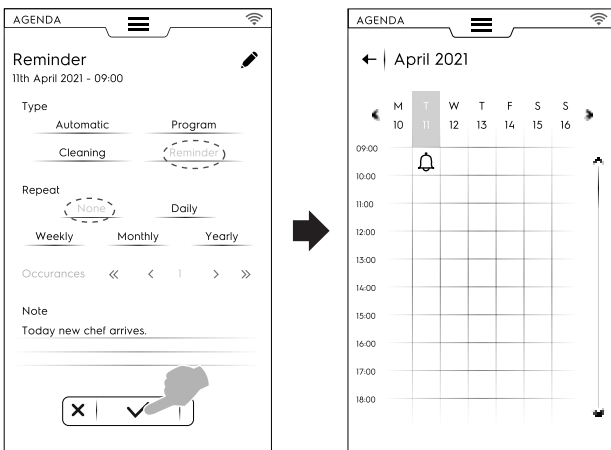 AGENDA
Reminder
11th April 2021 - 09:00
Type
Automatic Program
Cleaning Reminder
Repeat
None Daily
Weekly Monthly Yearly
Occurances 1
Note
Today new chef arrives.
AGENDA
April 2021
M T W T F S S
10 11 12 13 14 15 16
09:00
10:00
11:00
12:00
13:00
14:00
15:00
16:00
17:00
18:00